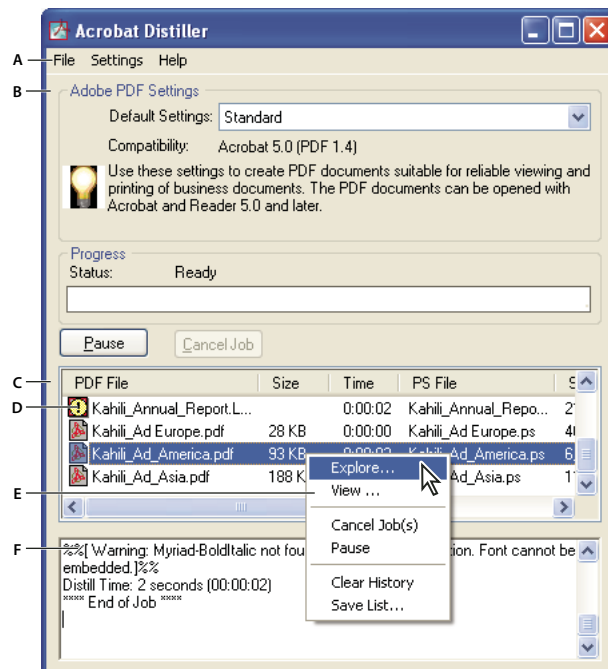 Acrobat Distiller
A
File Settings Help
B
Adobe PDF Settings
Default Settings: Standard
Compatibility: Acrobat 5.0 (PDF 1.4)
Use these settings to create PDF documents suitable for reliable viewing and
printing of business documents. The PDF documents can be opened with
Acrobat and Reader 5.0 and later.
Progress
Status: Ready
Pause Cancel Job
C
PDF File Size Time PS File
D
Kahili_Annual_Report.L... 0:00:02 Kahili_Annual_Repo...
Kahili_Ad Europe.pdf 28 KB 0:00:00 Kahili_Ad Europe.ps
Kahili_Ad_America.pdf 93 KB 0:00:02 Kahili_Ad_America.ps
Kahili_Ad_Asia.pdf 188 K Ad_Asia.ps
Explore...
E
View ...
Cancel Job(s)
Pause
Clear History
Save List...
F
%%[ Warning: Myriad-BoldItalic not fou tion. Font cannot be
embedded.]%%
Distill Time: 2 seconds (00:00:02)
**** End of Job ****